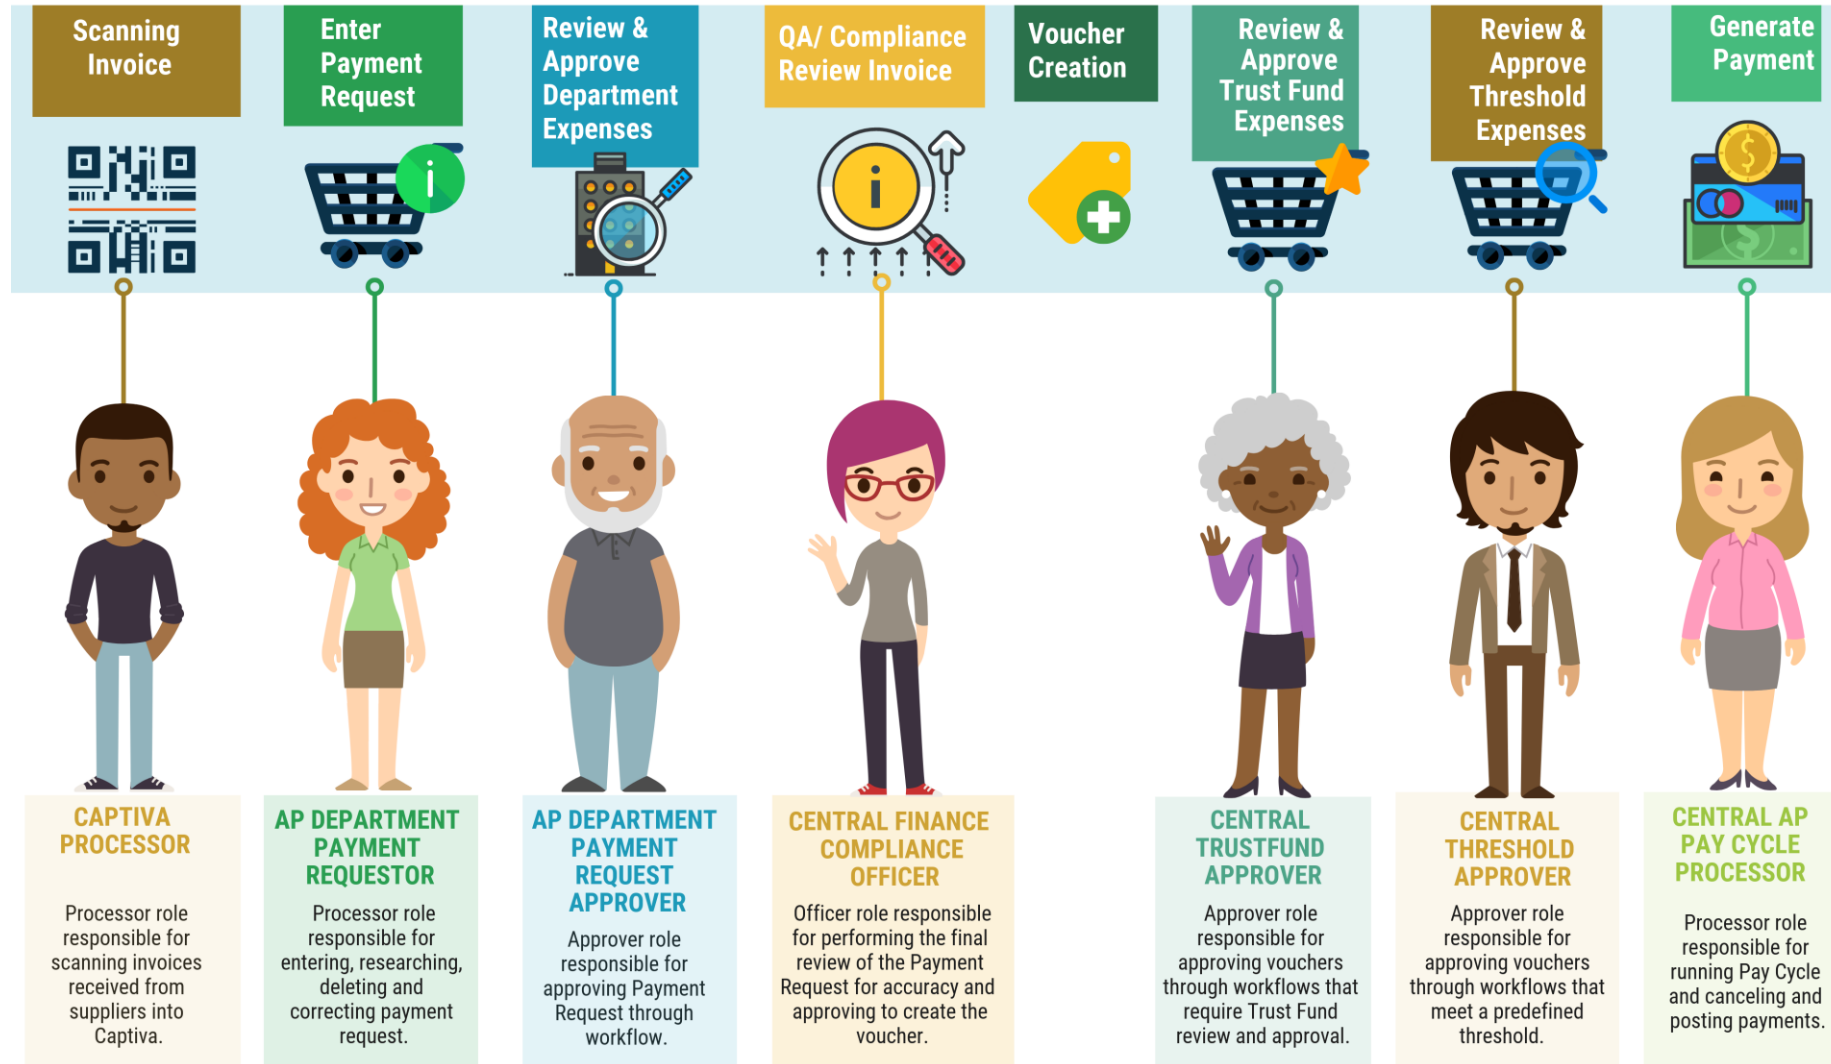 Scanning
Invoice
Enter
Payment
Request
Review &
Approve
Department
Expenses
QA/ Compliance
Review Invoice
Voucher
Creation
Review &
Approve
Trust Fund
Expenses
Review &
Approve
Threshold
Expenses
Generate
Payment
CAPTIVA
PROCESSOR
Processor role
responsible for
scanning invoices
received from
suppliers into
Captiva.
AP DEPARTMENT
PAYMENT
REQUESTOR
Processor role
responsible for
entering, researching,
deleting and
correcting payment
request.
AP DEPARTMENT
PAYMENT
REQUEST
APPROVER
Approver role
responsible for
approving Payment
Request through
workflow.
CENTRAL FINANCE
COMPLIANCE
OFFICER
Officer role responsible
for performing the final
review of the Payment
Request for accuracy and
approving to create the
voucher.
CENTRAL
TRUSTFUND
APPROVER
Approver role
responsible for
approving vouchers
through workflows that
require Trust Fund
review and approval.
CENTRAL
THRESHOLD
APPROVER
Approver role
responsible for
approving vouchers
through workflows that
meet a predefined
threshold.
CENTRAL AP
PAY CYCLE
PROCESSOR
Processor role
responsible for
running Pay Cycle
and canceling and
posting payments.